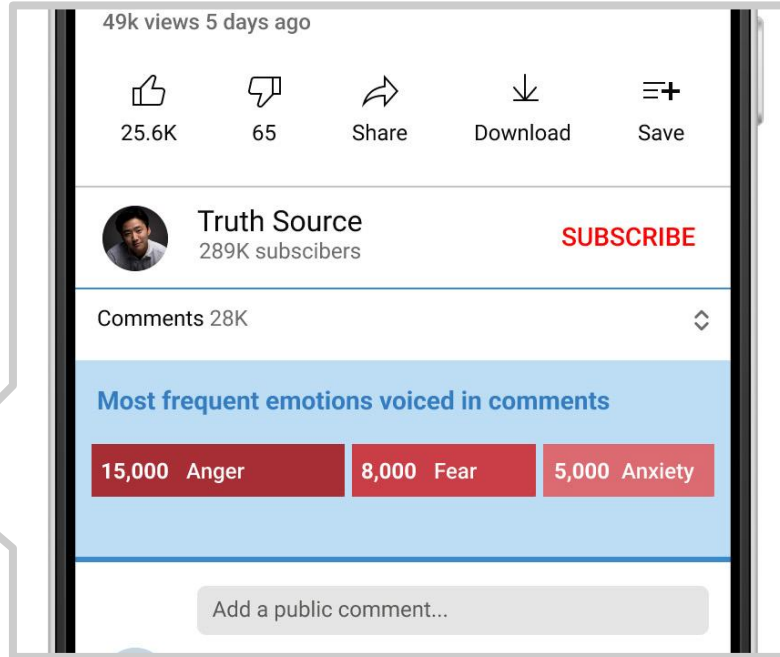 49k views 5 days ago
25.6K 65 Share Download Save
Truth Source
289K subscibers
SUBSCRIBE
Comments 28K
Most frequent emotions voiced in comments
15,000 Anger 8,000 Fear 5,000 Anxiety
Add a public comment...